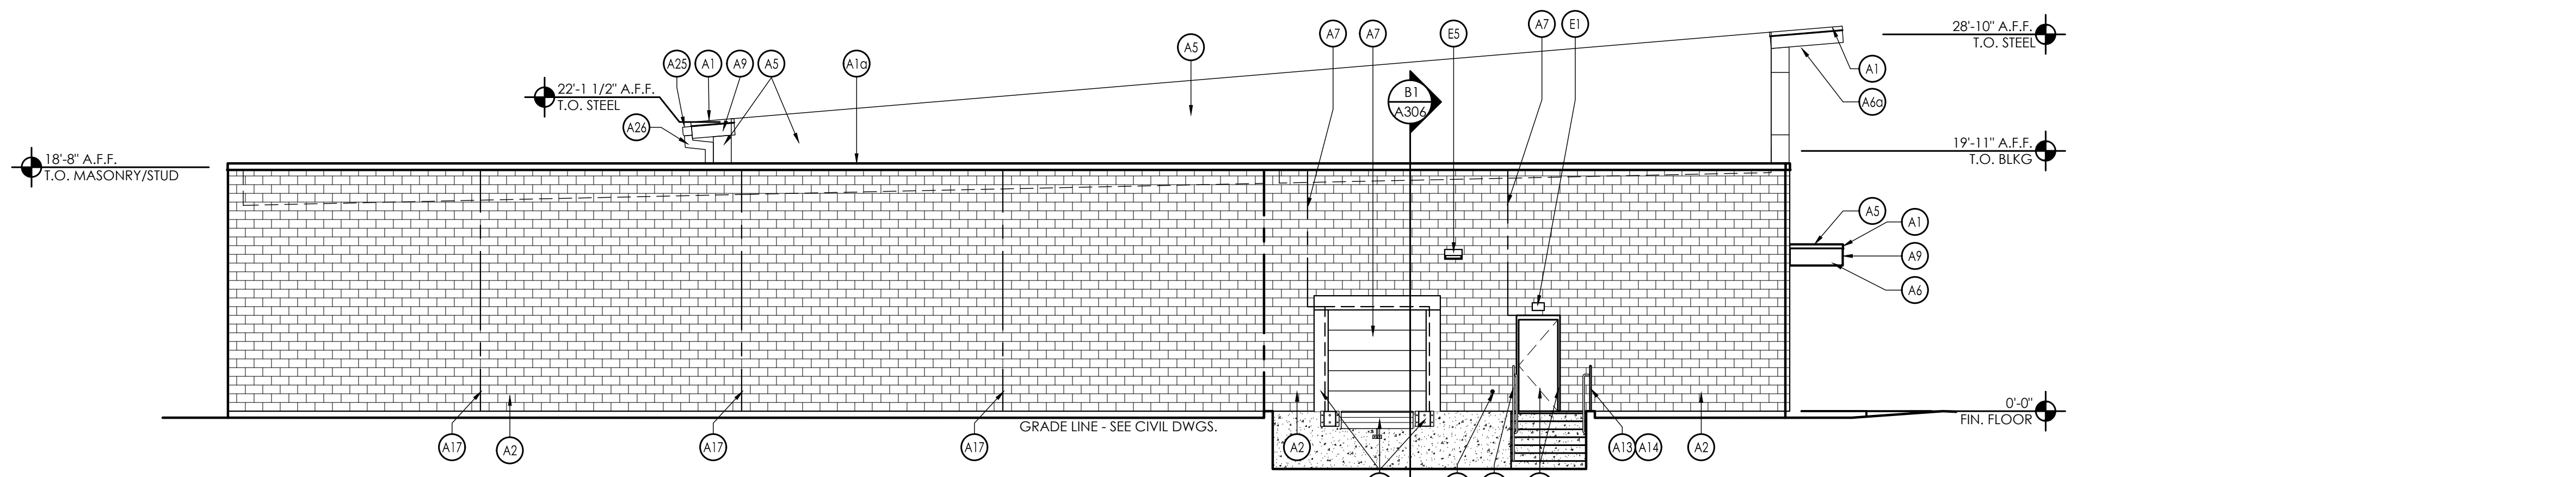 A7
A7
E5
A7
E1
28'-10" A.F.F.
T.O. STEEL
A5
A25
A1
A9
A5
A1a
A1
22'-1 1/2" A.F.F.
T.O. STEEL
B1
A306
A6a
A26
18'-8" A.F.F.
T.O. MASONRY/STUD
19'-11" A.F.F.
T.O. BLKG
A5
A1
A9
A6
0'-0"
FIN. FLOOR
GRADE LINE - SEE CIVIL DWGS.
A17
A2
A17
A17
A2
A13
A14
A2